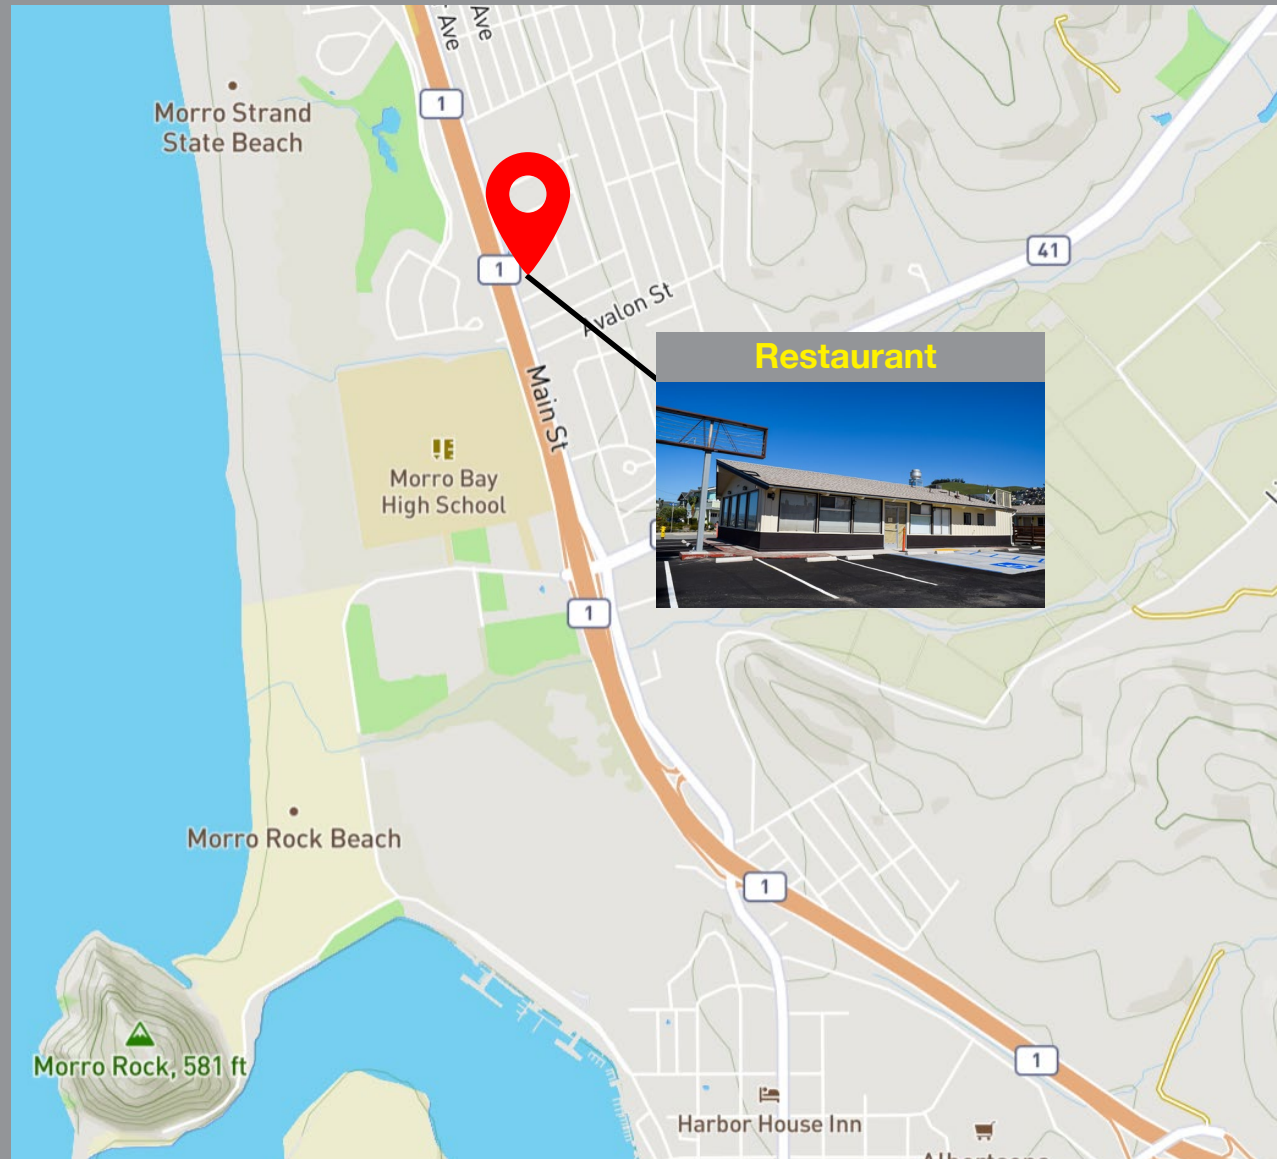 Ave
Ave
1
Morro Strand
State Beach
41
1
Avalon St
Restaurant
Main St
Morro Bay
High School
1
Morro Rock Beach
1
Morro Rock, 581 ft
1
Harbor House Inn